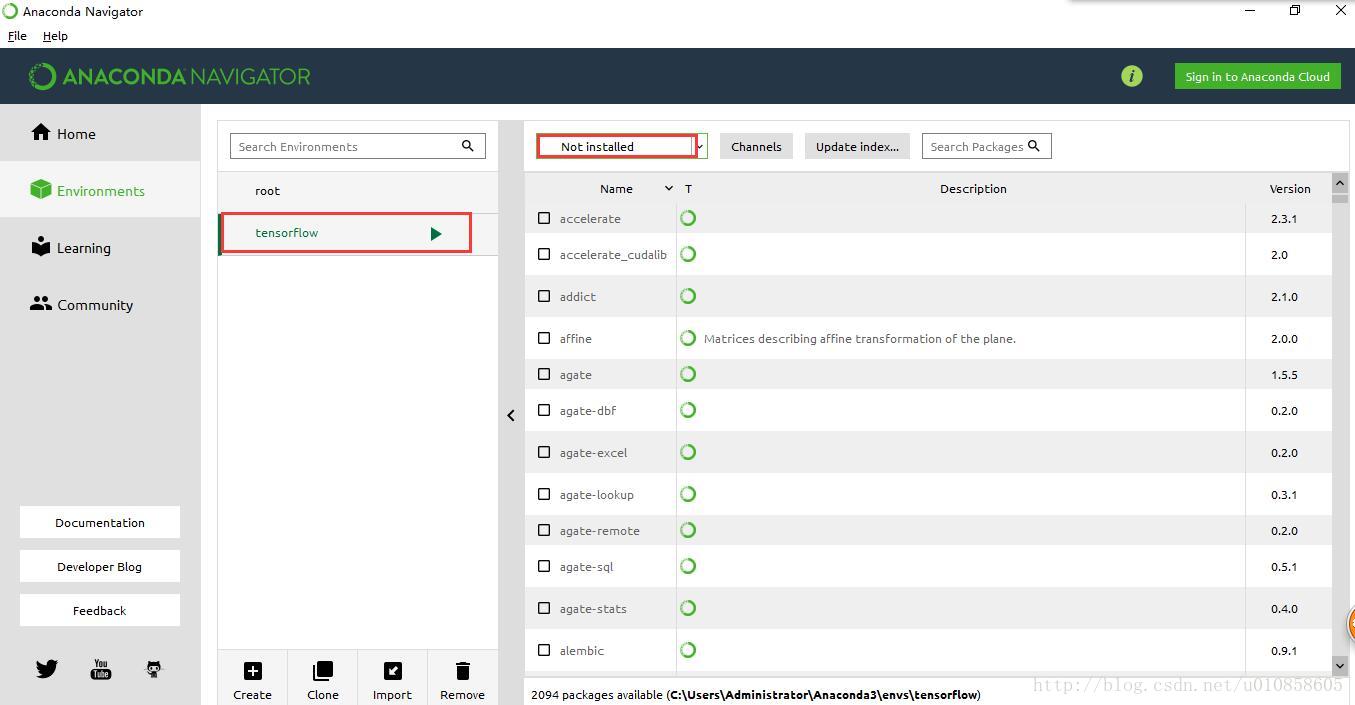 Anaconda Navigator
File Help
ANACONDA NAVIGATOR
i
Sign in to Anaconda Cloud
Home
Environments
Learning
Community
Documentation
Developer Blog
Feedback
You Tube
Search Environments
root
tensorflow
Create Clone Import Remove
Not installed Channels Update index... Search Packages
Name T Description Version
accelerate 2.3.1
accelerate_cudalib 2.0
addict 2.1.0
affine Matrices describing affine transformation of the plane. 2.0.0
agate 1.5.5
agate-dbf 0.2.0
agate-excel 0.2.0
agate-lookup 0.3.1
agate-remote 0.2.0
agate-sql 0.5.1
agate-stats 0.4.0
alembic 0.9.1
2094 packages available (C:\Users\Administrator\Anaconda3\envs\tensorflow)
http://blog.csdn.net/u010858605